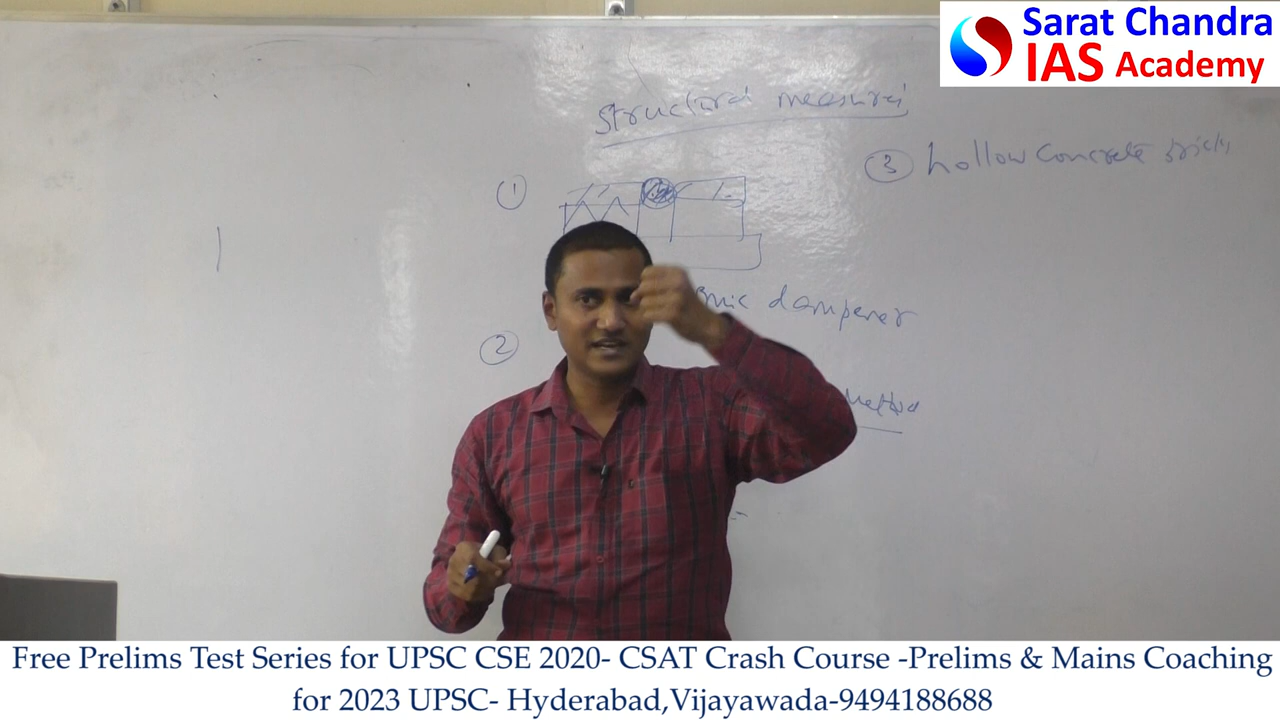 Sarat Chandra
IAS Academy
Structural measures
① 
③ hollow concrete bricks
dampener
②
Method
Free Prelims Test Series for UPSC CSE 2020- CSAT Crash Course -Prelims & Mains Coaching
for 2023 UPSC- Hyderabad,Vijayawada-9494188688